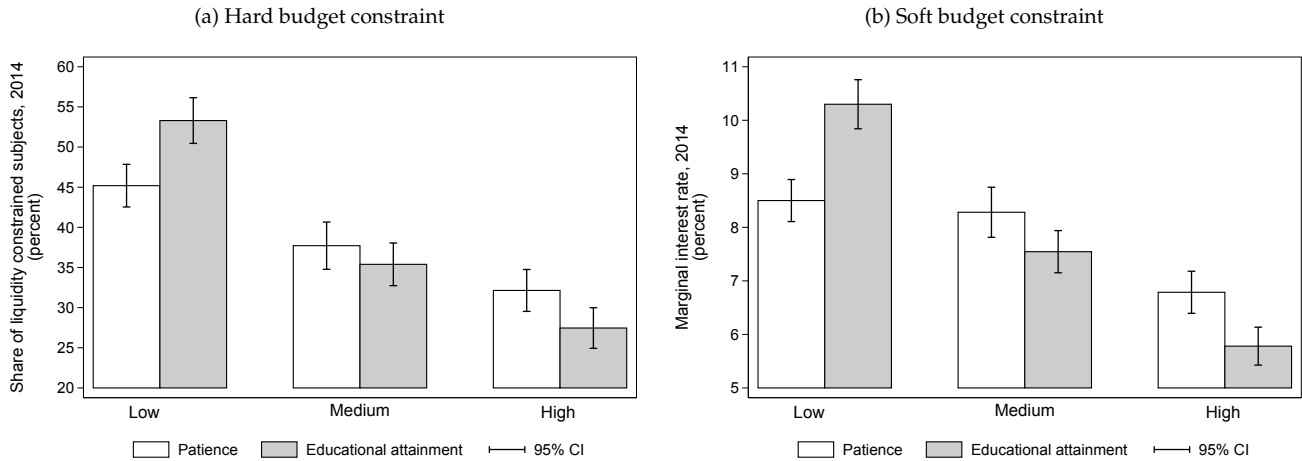 (a) Hard budget constraint
Share of liquidity constrained subjects, 2014
(percent)
60
55
50
45
40
35
30
25
20
Low
Medium
High
Patience
Educational attainment
95% CI
(b) Soft budget constraint
Marginal interest rate, 2014
(percent)
11
10
9
8
7
6
5
Low
Medium
High
Patience
Educational attainment
95% CI